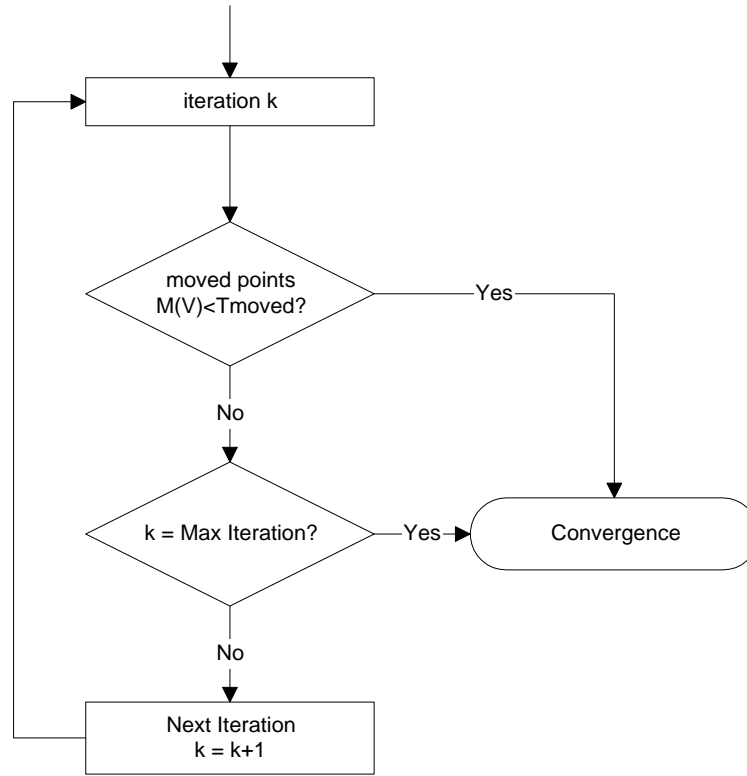 iteration k
moved points
M(V)<Tmoved?
Yes
No
k = Max Iteration?
Yes
Convergence
No
Next Iteration
k = k+1